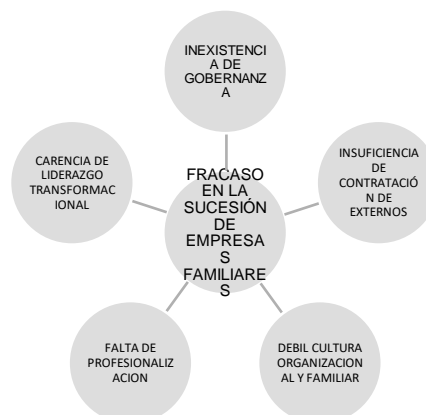 INEXISTENCI
A DE
GOBERNANZ
A
CARENCIA DE
LIDERAZGO
TRANSFORMAC
IONAL
INSUFICIENCIA
DE
CONTRATACIÓ
N DE
EXTERNOS
FRACASO
EN LA
SUCESIÓN
DE
EMPRESA
S
FAMILIARE
S
FALTA DE
PROFESIONALIZ
ACION
DEBIL CULTURA
ORGANIZACION
AL Y FAMILIAR